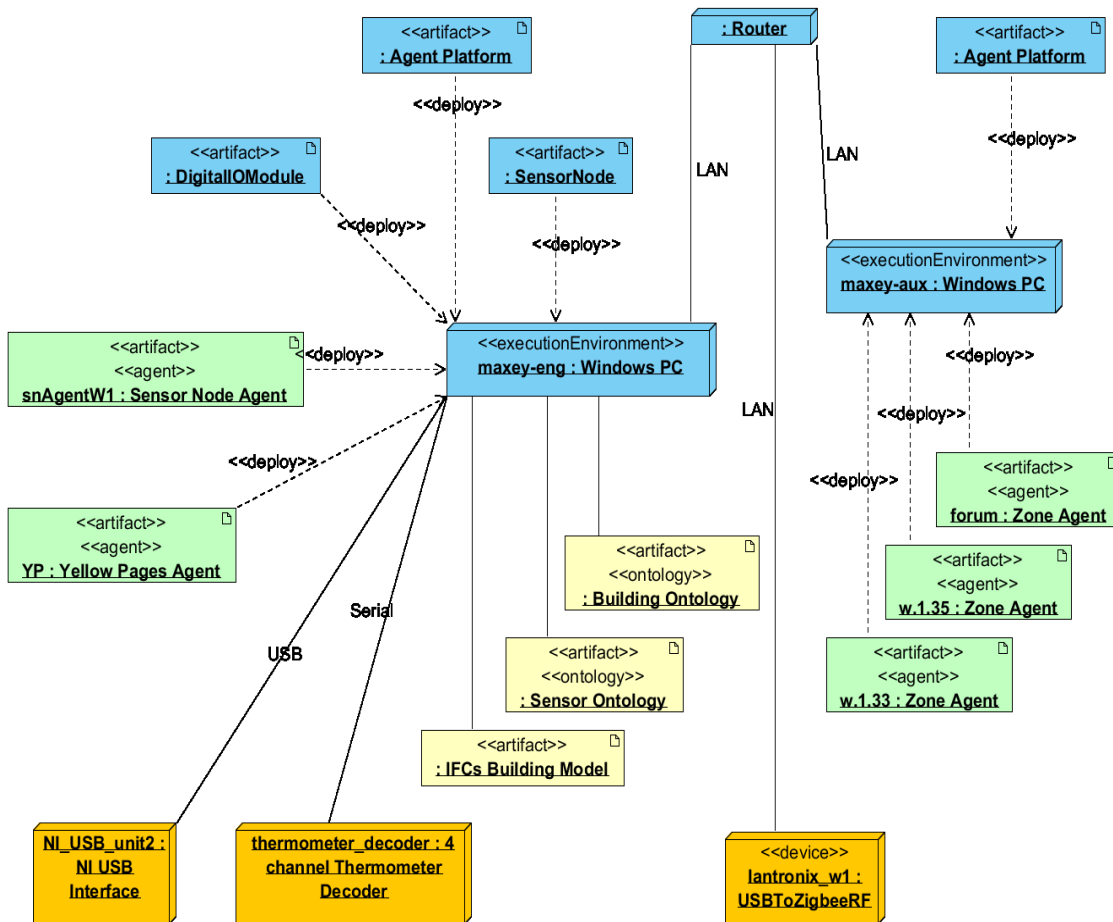 <<artifact>>
: Agent Platform
: Router
<<artifact>>
: Agent Platform
<<deploy>>
<<deploy>>
<<artifact>>
: DigitalIOModule
<<artifact>>
: SensorNode
LAN
LAN
<<deploy>>
<<deploy>>
<<executionEnvironment>>
maxey-aux : Windows PC
<<artifact>>
<<agent>>
snAgentW1 : Sensor Node Agent
<<deploy>>
<<executionEnvironment>>
maxey-eng : Windows PC
LAN
<<deploy>>
<<deploy>>
<<deploy>>
<<artifact>>
<<agent>>
forum : Zone Agent
<<artifact>>
<<agent>>
YP : Yellow Pages Agent
<<artifact>>
<<ontology>>
: Building Ontology
<<artifact>>
<<agent>>
w.1.35 : Zone Agent
Serial
USB
<<artifact>>
<<ontology>>
: Sensor Ontology
<<artifact>>
<<agent>>
w.1.33 : Zone Agent
<<artifact>>
: IFCs Building Model
NI_USB_unit2 :
NI USB
Interface
thermometer_decoder : 4
channel Thermometer
Decoder
<<device>>
lantronix_w1 :
USBToZigbeeRF